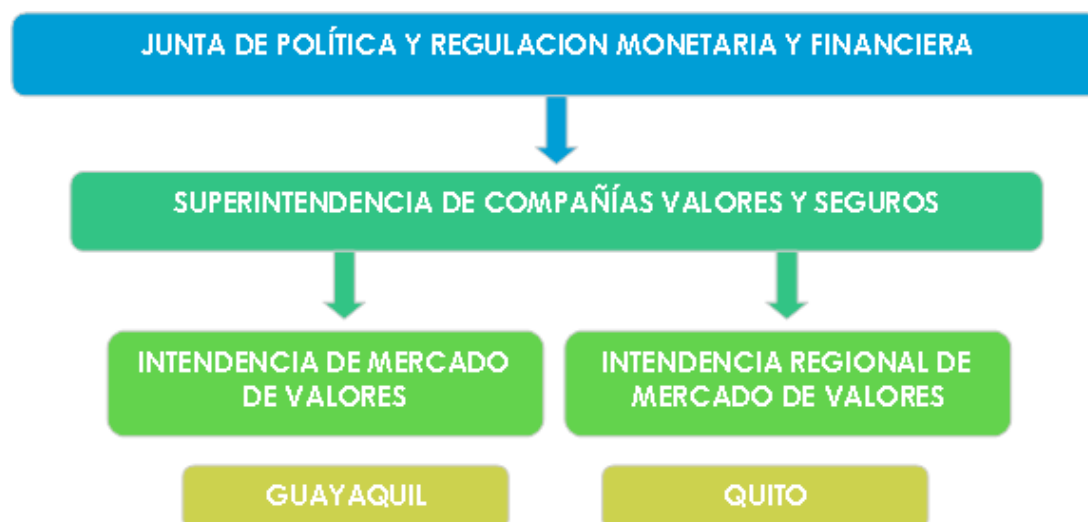 JUNTA DE POLÍTICA Y REGULACION MONETARIA Y FINANCIERA
SUPERINTENDENCIA DE COMPAÑÍAS VALORES Y SEGUROS
INTENDENCIA DE MERCADO
DE VALORES
INTENDENCIA REGIONAL DE
MERCADO DE VALORES
GUAYAQUIL
QUITO